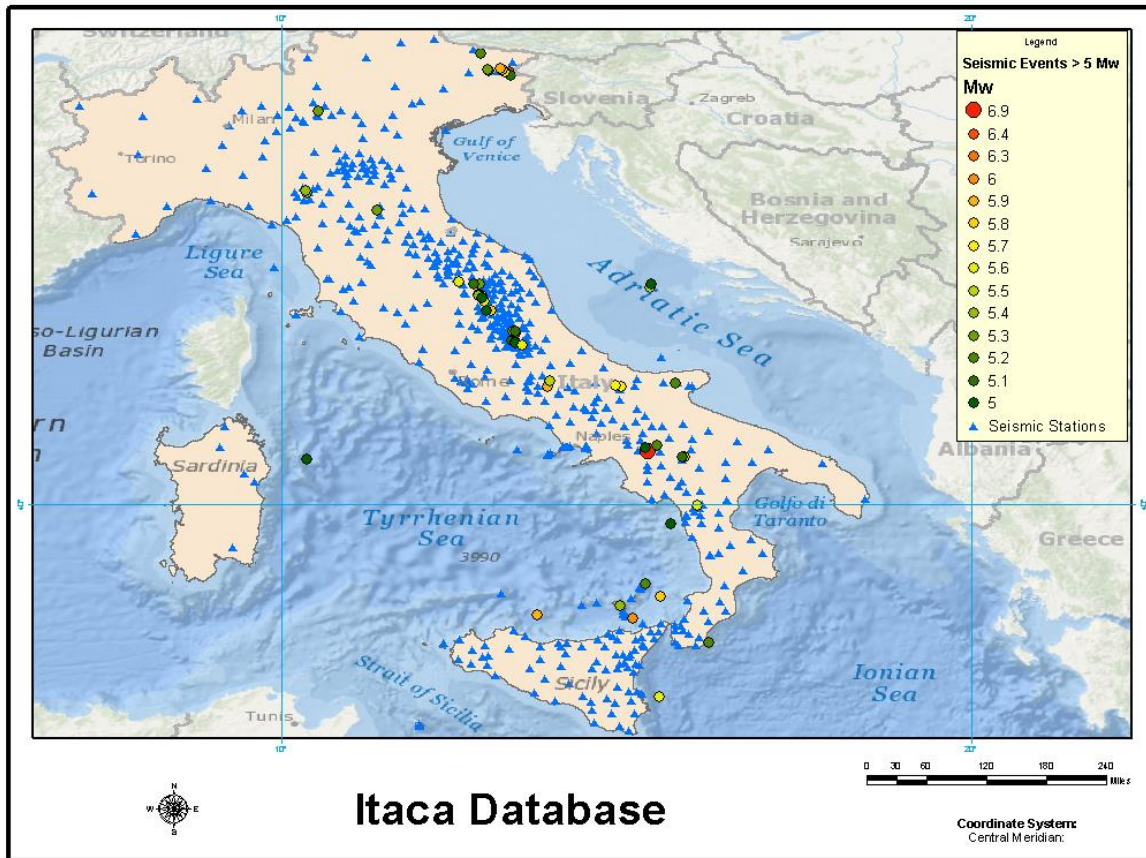 10°
20°
Switzerland
Slovenia
Zagreb
Croatia
Milan
Torino
Gulf of
Venice
Bosnia and
Herzegovina
Sarajevo
Ligure
Sea
Adriatic Sea
so-Ligurian
Basin
Rome
Italy
Naples
Sardinia
Albania
Golfo di
Taranto
Tyrrhenian
Sea
3990
Greece
Ionian
Sea
Strait of Sicilia
Sicily
Tunis
10°
20°
Legend
Seismic Events > 5 Mw
Mw
6.9
6.4
6.3
6
5.9
5.8
5.7
5.6
5.5
5.4
5.3
5.2
5.1
5
Seismic Stations
0 30 60 120 180 240
Miles
N
W E
S
Itaca Database
Coordinate System:
Central Meridian: